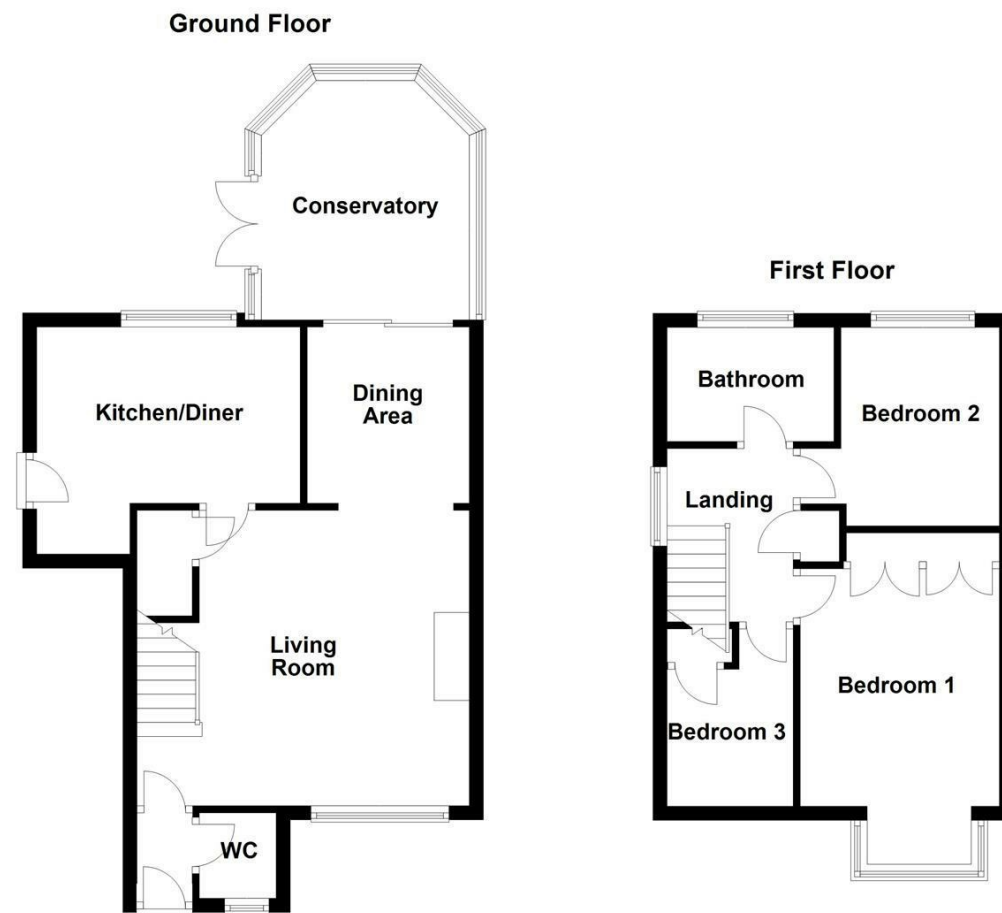 Ground Floor
Conservatory
Kitchen/Diner
Dining
Area
Living
Room
WC
First Floor
Bathroom
Bedroom 2
Landing
Bedroom 1
Bedroom 3